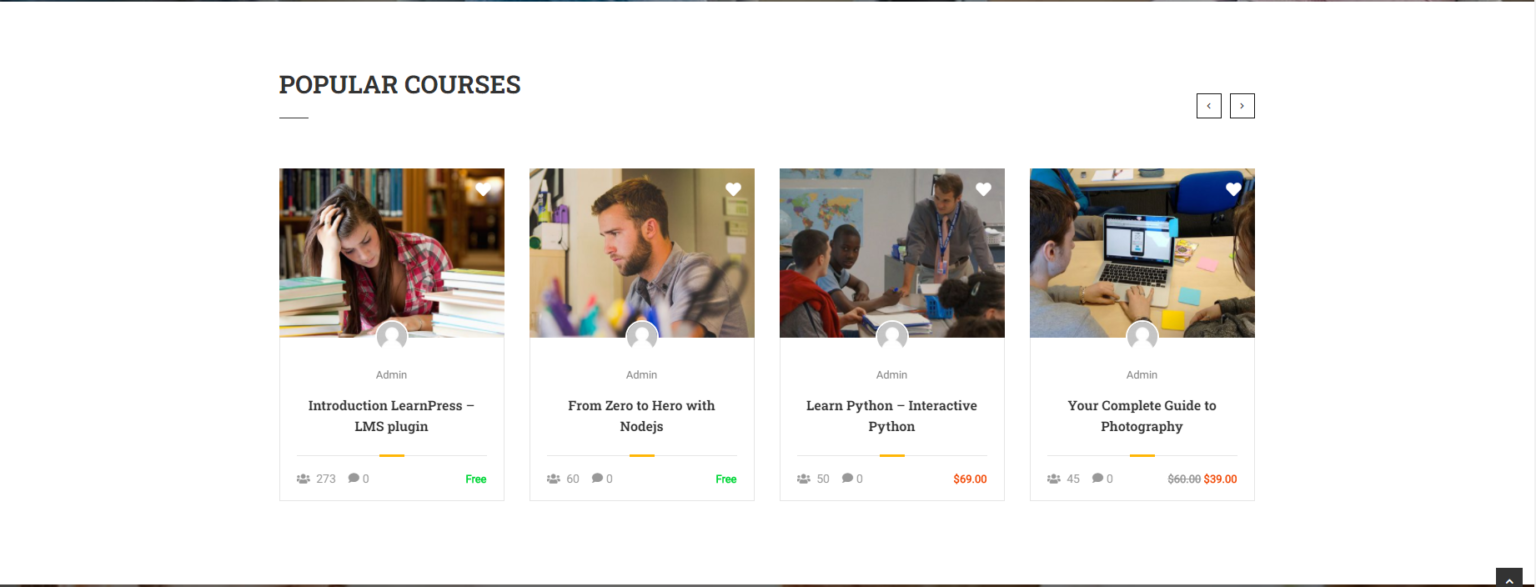 POPULAR COURSES
Admin
Introduction LearnPress –
LMS plugin
273 0 Free
Admin
From Zero to Hero with
Nodejs
60 0 Free
Admin
Learn Python – Interactive
Python
50 0 $69.00
Admin
Your Complete Guide to
Photography
45 0 $60.00 $39.00